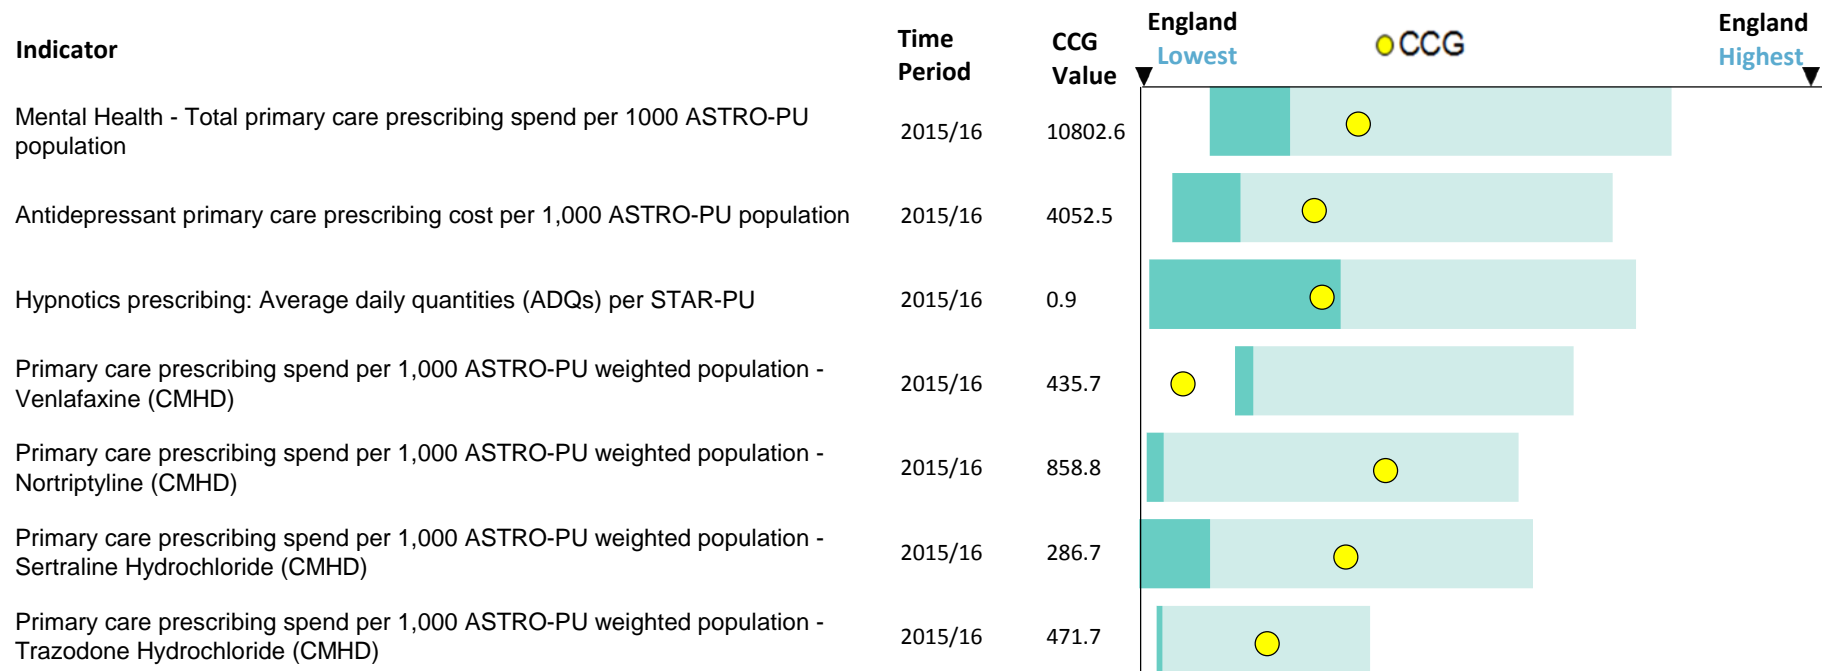 Indicator
Time
Period
CCG
Value
England
Lowest
CCG
England
Highest
Mental Health - Total primary care prescribing spend per 1000 ASTRO-PU
population
2015/16
10802.6
Antidepressant primary care prescribing cost per 1,000 ASTRO-PU population
2015/16
4052.5
Hypnotics prescribing: Average daily quantities (ADQs) per STAR-PU
2015/16
0.9
Primary care prescribing spend per 1,000 ASTRO-PU weighted population -
Venlafaxine (CMHD)
2015/16
435.7
Primary care prescribing spend per 1,000 ASTRO-PU weighted population -
Nortriptyline (CMHD)
2015/16
858.8
Primary care prescribing spend per 1,000 ASTRO-PU weighted population -
Sertraline Hydrochloride (CMHD)
2015/16
286.7
Primary care prescribing spend per 1,000 ASTRO-PU weighted population -
Trazodone Hydrochloride (CMHD)
2015/16
471.7